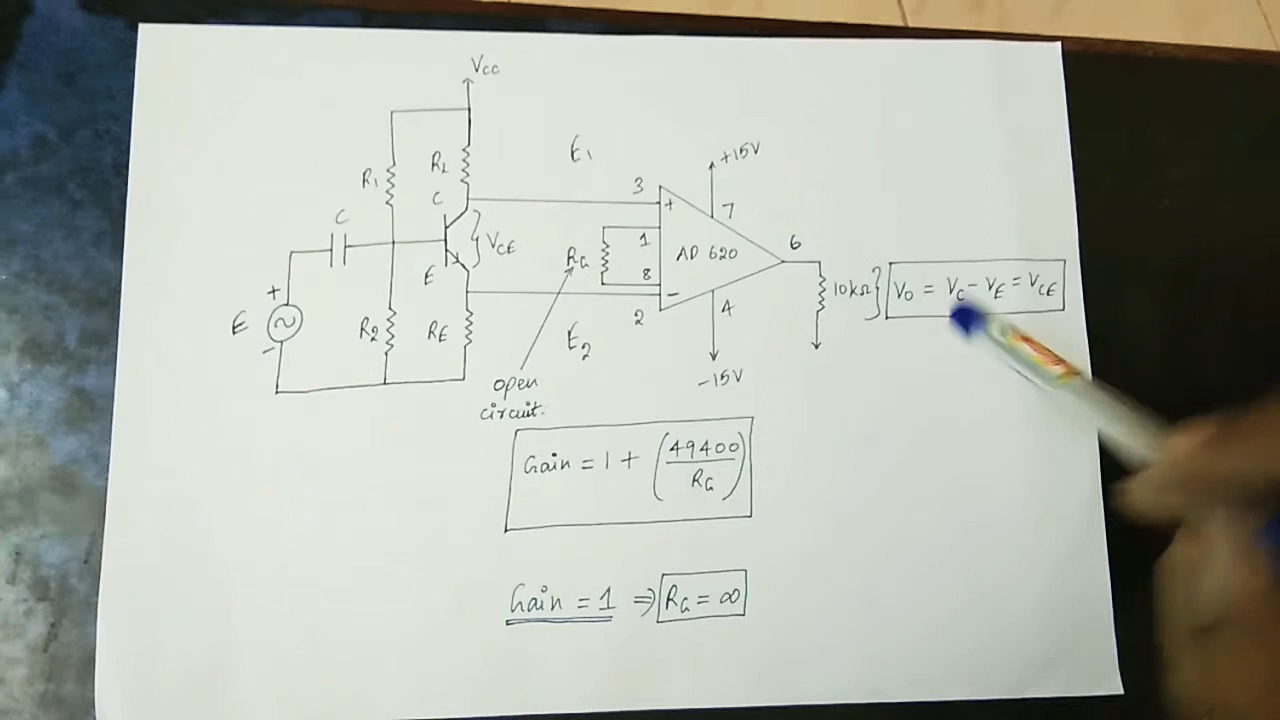 Vcc
E1
R1
RL
C
C
VCE
E
3
+
1
RG
8
AD 620
-
2
+15V
7
6
4
-15V
10kΩ
V0 = VC - VE = VCE
+
E
-
R2
RE
E2
open
circuit.
Gain = 1 + (49400/RG)
Gain = 1 ⇒ RG = ∞